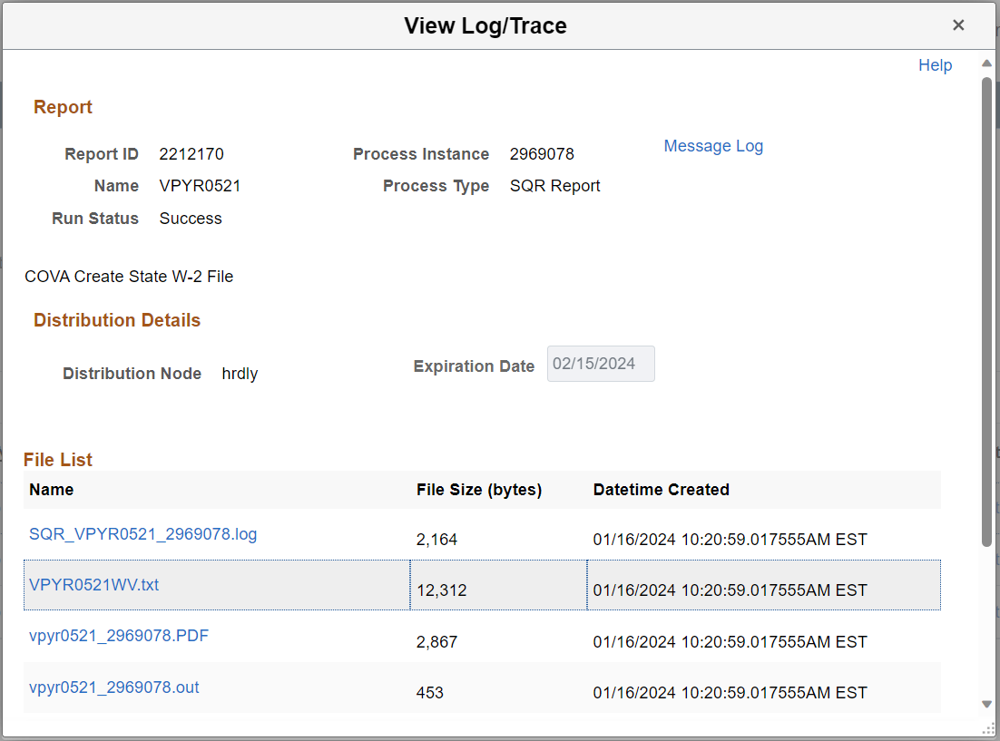 View Log/Trace
×
Help
Report
Report ID 2212170 Process Instance 2969078 Message Log
Name VPYR0521 Process Type SQR Report
Run Status Success
COVA Create State W-2 File
Distribution Details
Distribution Node hrdly Expiration Date 02/15/2024
File List
Name File Size (bytes) Datetime Created
SQR_VPYR0521_2969078.log 2,164 01/16/2024 10:20:59.017555AM EST
VPYR0521WV.txt 12,312 01/16/2024 10:20:59.017555AM EST
vpyr0521_2969078.PDF 2,867 01/16/2024 10:20:59.017555AM EST
vpyr0521_2969078.out 453 01/16/2024 10:20:59.017555AM EST